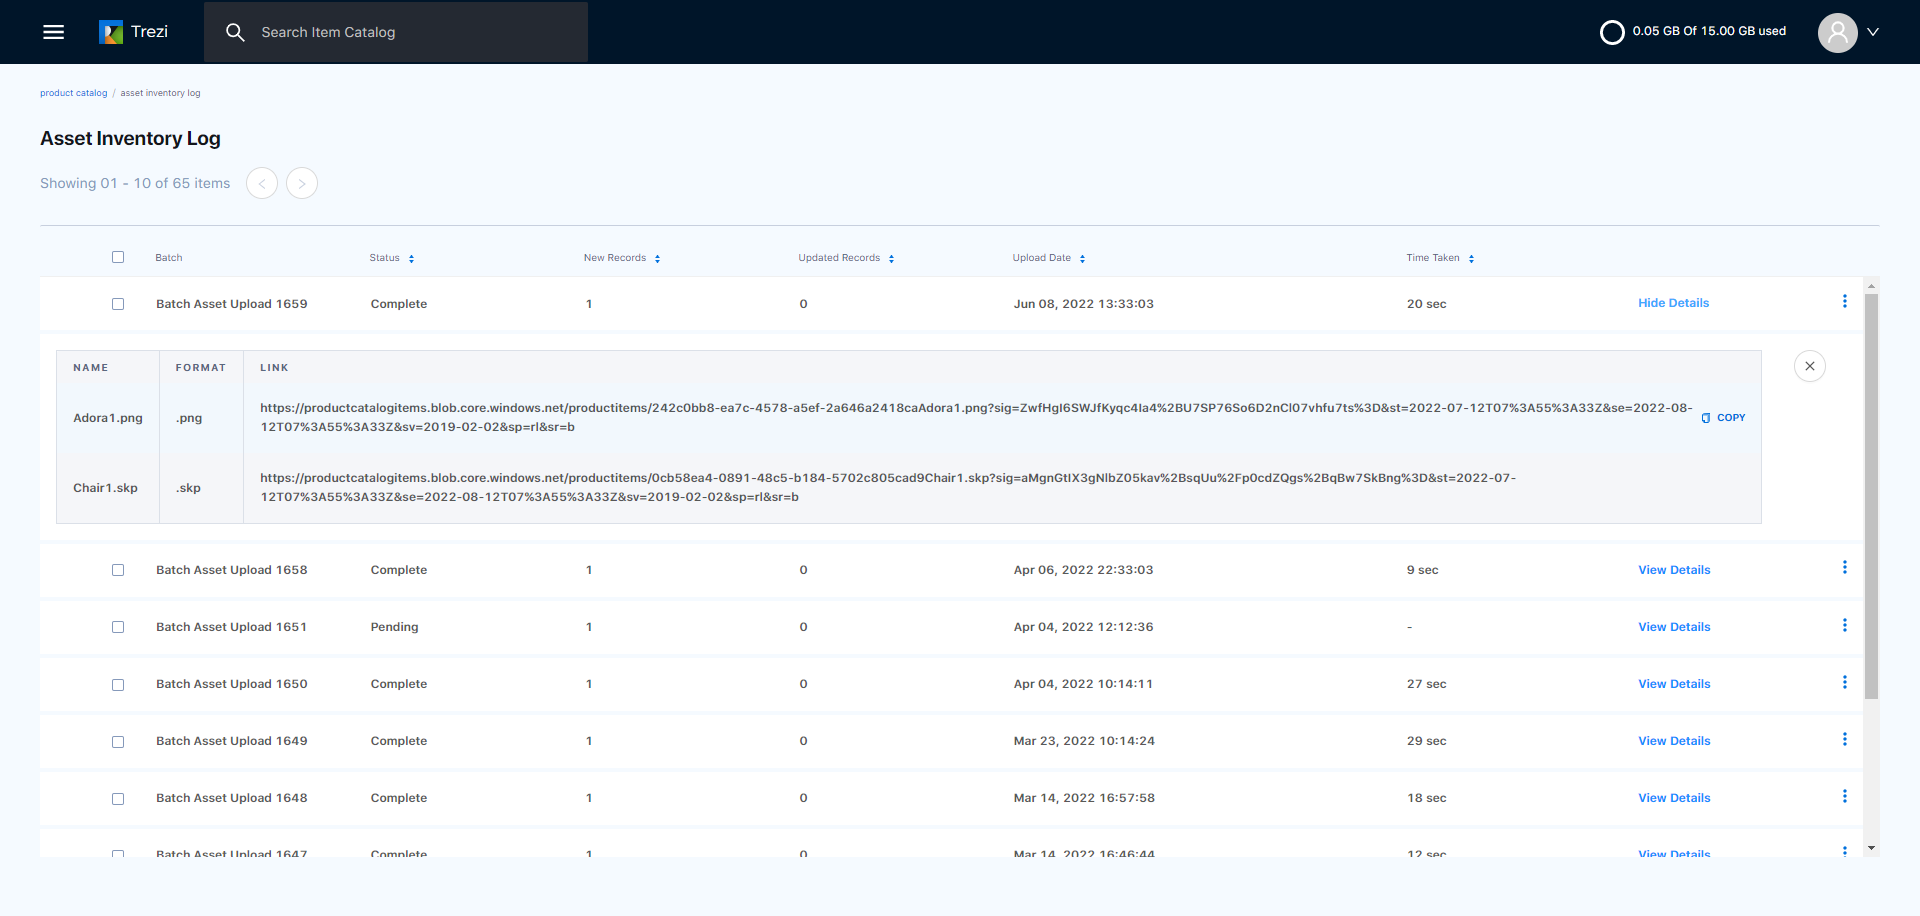 Trezi
Search Item Catalog
0.05 GB Of 15.00 GB used
product catalog / asset inventory log
Asset Inventory Log
Showing 01 - 10 of 65 items
Batch Status New Records Updated Records Upload Date Time Taken
Batch Asset Upload 1659 Complete 1 0 Jun 08, 2022 13:33:03 20 sec Hide Details
NAME FORMAT LINK
Adora1.png .png https://productcatalogitems.blob.core.windows.net/productitems/242c0bb8-ea7c-4578-a5ef-2a646a2418caAdora1.png?sig=ZwfHgI6SWJfKyqc4Ia4%2BU7SP76So6D2nCl07vhfu7ts%3D&st=2022-07-12T07%3A55%3A33Z&se=2022-08-
12T07%3A55%3A33Z&sv=2019-02-02&sp=rl&sr=b
COPY
Chair1.skp .skp https://productcatalogitems.blob.core.windows.net/productitems/0cb58ea4-0891-48c5-b184-5702c805cad9Chair1.skp?sig=aMgnGtIX3gNlbZ05kav%2BsqUu%2Fp0cdZQgs%2BqBw7SkBng%3D&st=2022-07-
12T07%3A55%3A33Z&se=2022-08-12T07%3A55%3A33Z&sv=2019-02-02&sp=rl&sr=b
Batch Asset Upload 1658 Complete 1 0 Apr 06, 2022 22:33:03 9 sec View Details
Batch Asset Upload 1651 Pending 1 0 Apr 04, 2022 12:12:36 - View Details
Batch Asset Upload 1650 Complete 1 0 Apr 04, 2022 10:14:11 27 sec View Details
Batch Asset Upload 1649 Complete 1 0 Mar 23, 2022 10:14:24 29 sec View Details
Batch Asset Upload 1648 Complete 1 0 Mar 14, 2022 16:57:58 18 sec View Details
Batch Asset Upload 1647 Complete 1 0 Mar 14, 2022 16:46:44 12 sec View Details